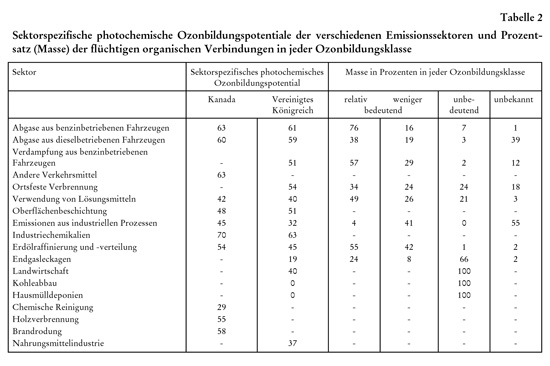 Tabelle 2
Sektorspezifische photochemische Ozonbildungspotentiale der verschiedenen Emissionssektoren und Prozent-
satz (Masse) der flüchtigen organischen Verbindungen in jeder Ozonbildungsklasse
Sektor Sektorspezifisches photochemisches Masse in Prozenten in jeder Ozonbildungsklasse
Ozonbildungspotential
Kanada Vereinigtes relativ weniger unbe- unbekannt
Königreich bedeutend deutend
Abgase aus benzinbetriebenen Fahrzeugen 63 61 76 16 7 1
Abgase aus dieselbetriebenen Fahrzeugen 60 59 38 19 3 39
Verdampfung aus benzinbetriebenen
Fahrzeugen - 51 57 29 2 12
Andere Verkehrsmittel 63 - - - - -
Ortsfeste Verbrennung - 54 34 24 24 18
Verwendung von Lösungsmitteln 42 40 49 26 21 3
Oberflächenbeschichtung 48 51 - - - -
Emissionen aus industriellen Prozessen 45 32 4 41 0 55
Industriechemikalien 70 63 - - - -
Erdölraffinierung und -verteilung 54 45 55 42 1 2
Endgasleckagen - 19 24 8 66 2
Landwirtschaft - 40 - - 100 -
Kohleabbau - 0 - - 100 -
Hausmülldeponien - 0 - - 100 -
Chemische Reinigung 29 - - - - -
Holzverbrennung 55 - - - - -
Brandrodung 58 - - - - -
Nahrungsmittelindustrie - 37 - - - -